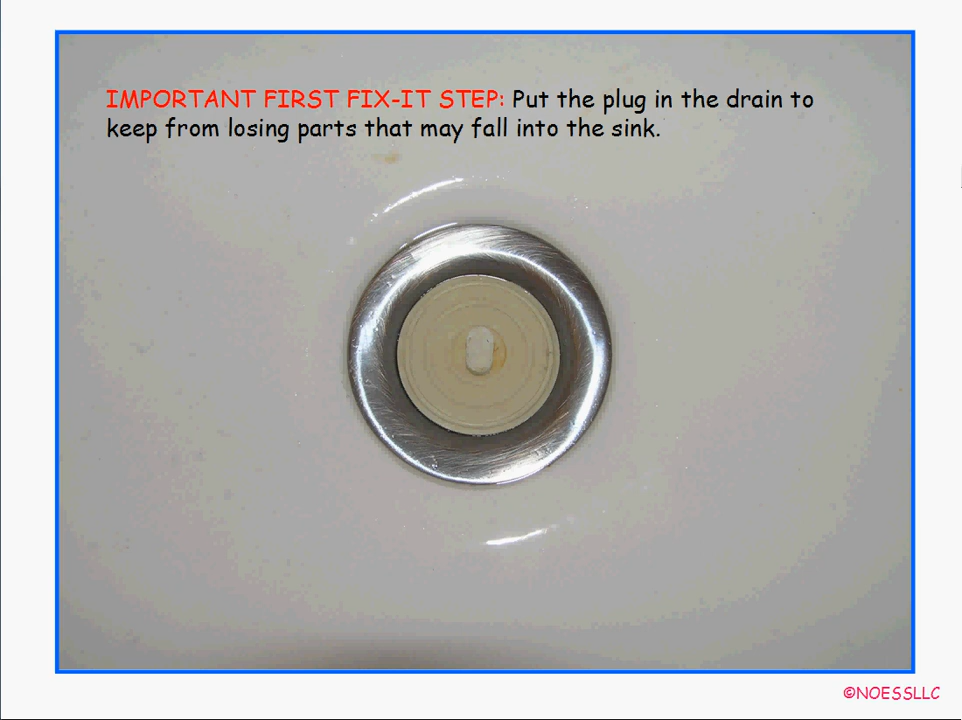 IMPORTANT FIRST FIX-IT STEP: Put the plug in the drain to
keep from losing parts that may fall into the sink.
©NOESSLLC